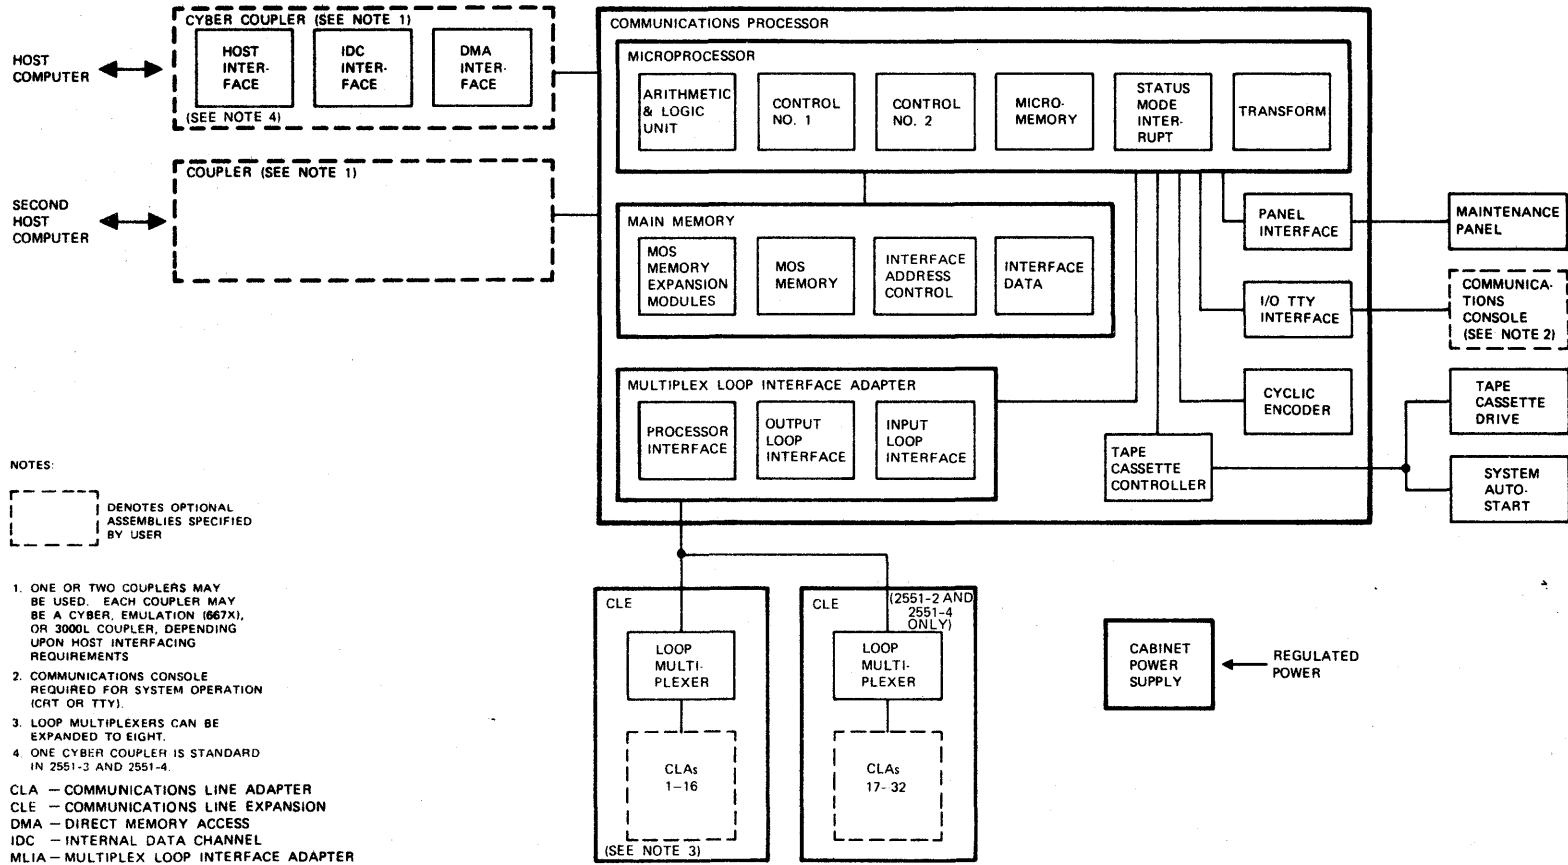 HOST
COMPUTER
CYBER COUPLER (SEE NOTE 1)
HOST
INTER-
FACE
IDC
INTER-
FACE
DMA
INTER-
FACE
(SEE NOTE 4)
SECOND
HOST
COMPUTER
COUPLER (SEE NOTE 1)
COMMUNICATIONS PROCESSOR
MICROPROCESSOR
ARITHMETIC
& LOGIC
UNIT
CONTROL
NO. 1
CONTROL
NO. 2
MICRO-
MEMORY
STATUS
MODE
INTER-
RUPT
TRANSFORM
MAIN MEMORY
MOS
MEMORY
EXPANSION
MODULES
MOS
MEMORY
INTERFACE
ADDRESS
CONTROL
INTERFACE
DATA
MULTIPLEX LOOP INTERFACE ADAPTER
PROCESSOR
INTERFACE
OUTPUT
LOOP
INTERFACE
INPUT
LOOP
INTERFACE
PANEL
INTERFACE
I/O TTY
INTERFACE
CYCLIC
ENCODER
TAPE
CASSETTE
CONTROLLER
MAINTENANCE
PANEL
COMMUNICA-
TIONS
CONSOLE
(SEE NOTE 2)
TAPE
CASSETTE
DRIVE
SYSTEM
AUTO-
START
CLE
LOOP
MULTI-
PLEXER
CLAs
1-16
(SEE NOTE 3)
CLE
(2551-2 AND
2551-4
ONLY)
LOOP
MULTI-
PLEXER
CLAs
17- 32
CABINET
POWER
SUPPLY
REGULATED
POWER
NOTES:
DENOTES OPTIONAL
ASSEMBLIES SPECIFIED
BY USER
1. ONE OR TWO COUPLERS MAY
BE USED. EACH COUPLER MAY
BE A CYBER, EMULATION (667X),
OR 3000L COUPLER, DEPENDING
UPON HOST INTERFACING
REQUIREMENTS
2. COMMUNICATIONS CONSOLE
REQUIRED FOR SYSTEM OPERATION
(CRT OR TTY).
3. LOOP MULTIPLEXERS CAN BE
EXPANDED TO EIGHT.
4. ONE CYBER COUPLER IS STANDARD
IN 2551-3 AND 2551-4.
CLA — COMMUNICATIONS LINE ADAPTER
CLE — COMMUNICATIONS LINE EXPANSION
DMA — DIRECT MEMORY ACCESS
IDC — INTERNAL DATA CHANNEL
MLIA — MULTIPLEX LOOP INTERFACE ADAPTER